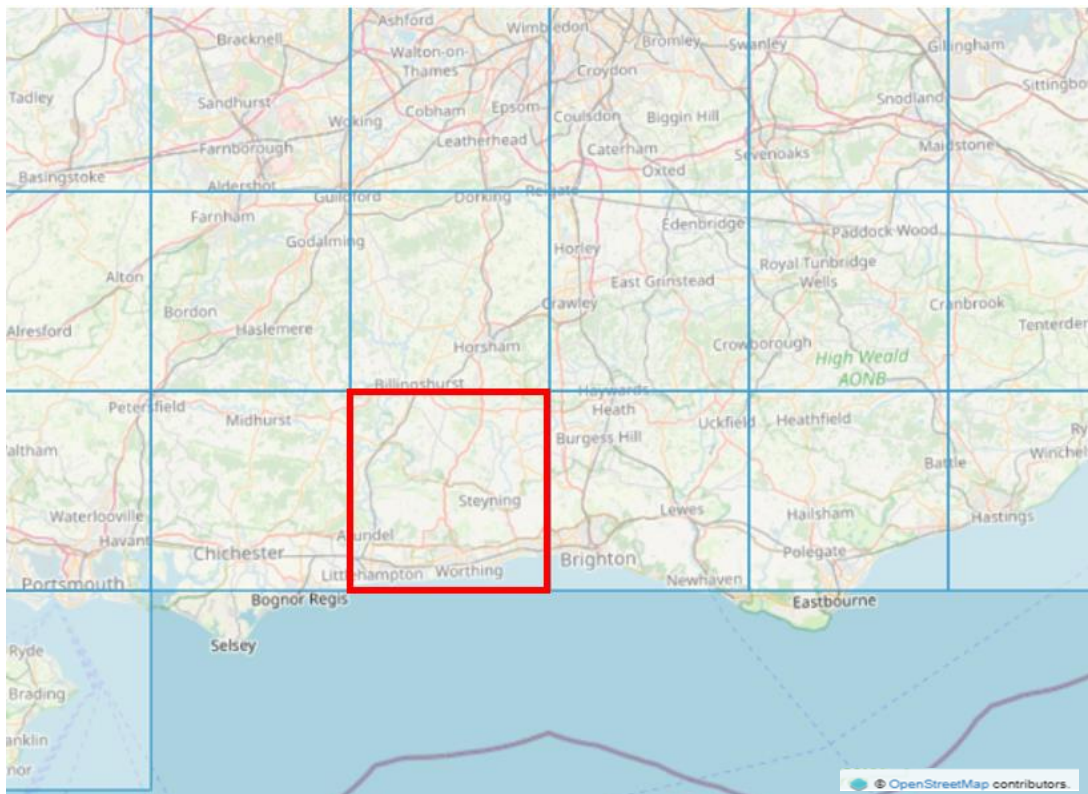 Ashford
Wimbledon
Bracknell
Bromley
Swanley
Gillingham
Walton-on-
Thames
Croydon
Tadley
Sandhurst
Cobham
Epsom
Coulsdon
Biggin Hill
Snodland
Sittingbo
Woking
Farnborough
Leatherhead
Caterham
Sevenoaks
Maidstone
Basingstoke
Oxted
Aldershot
Guildford
Dorking
Reigate
Farnham
Edenbridge
Paddock Wood
Godalming
Horley
Alton
East Grinstead
Royal Tunbridge
Wells
Bordon
Crawley
Cranbrook
Alresford
Haslemere
Tenterden
Horsham
Crowborough
High Weald
AONB
Billingshurst
Haywards
Heath
Petersfield
Midhurst
Uckfield
Heathfield
Burgess Hill
Ry
altham
Battle
Winchel
Steyning
Waterlooville
Lewes
Hailsham
Hastings
Havant
Arundel
Chichester
Brighton
Polegate
Portsmouth
Littlehampton
Worthing
Newhaven
Bognor Regis
Eastbourne
Selsey
Ryde
Brading
anklin
nor
© OpenStreetMap contributors.